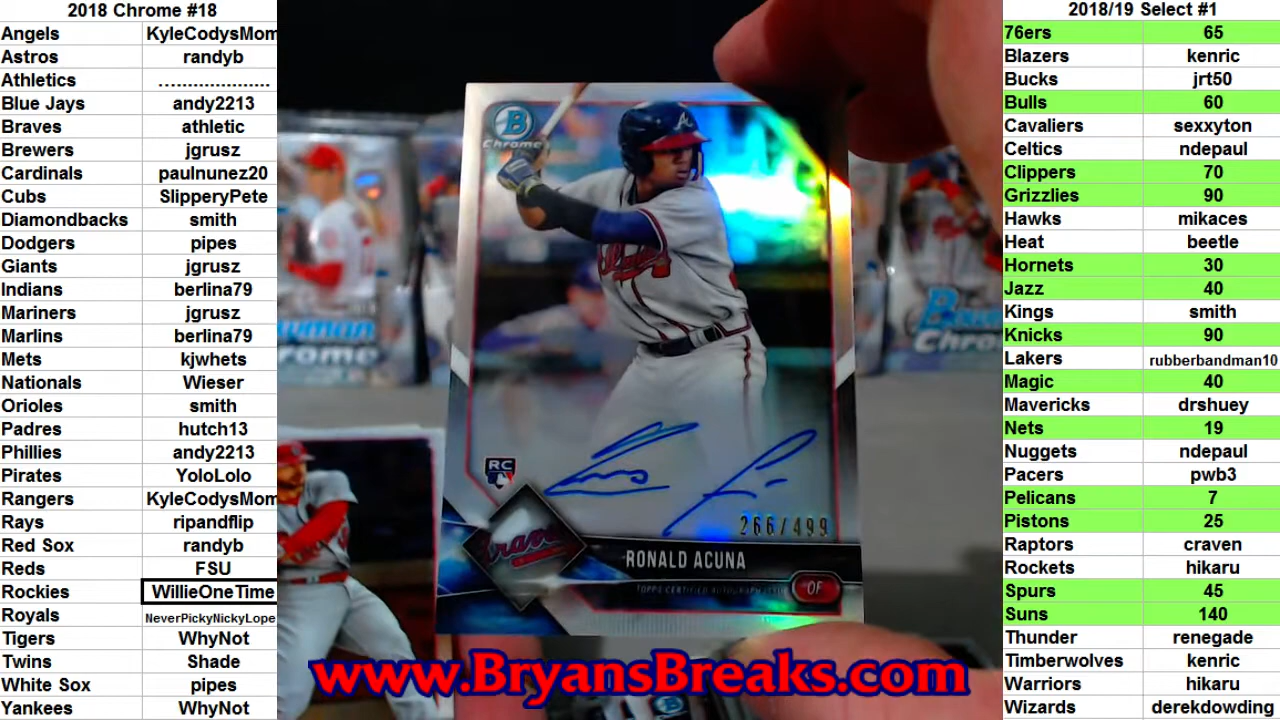 2018 Chrome #18
Angels KyleCodysMom
Astros randyb
Athletics ....................
Blue Jays andy2213
Braves athletic
Brewers jgrusz
Cardinals paulnunez20
Cubs SlipperyPete
Diamondbacks smith
Dodgers pipes
Giants jgrusz
Indians berlina79
Mariners jgrusz
Marlins berlina79
Mets kjwhets
Nationals Wieser
Orioles smith
Padres hutch13
Phillies andy2213
Pirates YoloLolo
Rangers KyleCodysMom
Rays ripandflip
Red Sox randyb
Reds FSU
Rockies WillieOneTime
Royals NeverPickyNickyLope
Tigers WhyNot
Twins Shade
White Sox pipes
Yankees WhyNot
B
Chrome
Braves
RC
266/499
Braves
RONALD ACUNA
TOPPS CERTIFIED AUTOGRAPH ISSUE
OF
www.BryansBreaks.com
2018/19 Select #1
76ers 65
Blazers kenric
Bucks jrt50
Bulls 60
Cavaliers sexxyton
Celtics ndepaul
Clippers 70
Grizzlies 90
Hawks mikaces
Heat beetle
Hornets 30
Jazz 40
Kings smith
Knicks 90
Lakers rubberbandman10
Magic 40
Mavericks drshuey
Nets 19
Nuggets ndepaul
Pacers pwb3
Pelicans 7
Pistons 25
Raptors craven
Rockets hikaru
Spurs 45
Suns 140
Thunder renegade
Timberwolves kenric
Warriors hikaru
Wizards derekdowding